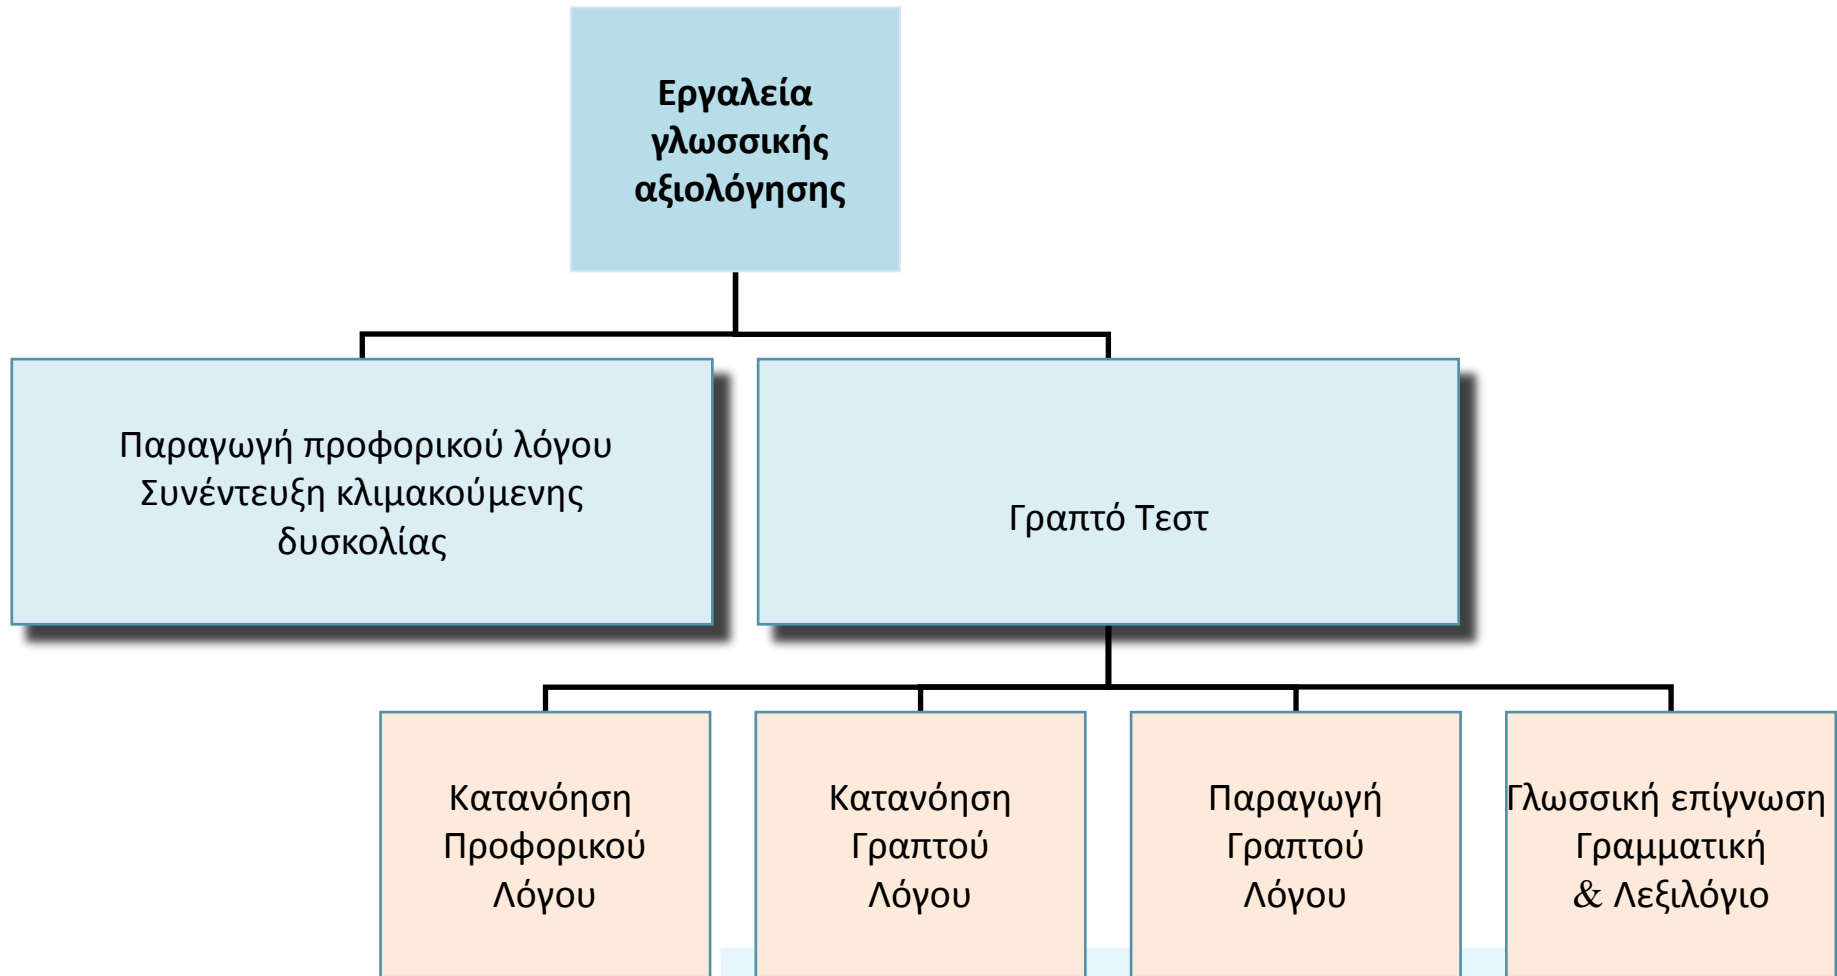 Εργαλεία
γλωσσικής
αξιολόγησης
Παραγωγή προφορικού λόγου
Συνέντευξη κλιμακούμενης
δυσκολίας
Γραπτό Τεστ
Κατανόηση
Προφορικού
Λόγου
Κατανόηση
Γραπτού
Λόγου
Παραγωγή
Γραπτού
Λόγου
Γλωσσική επίγνωση
Γραμματική
& Λεξιλόγιο